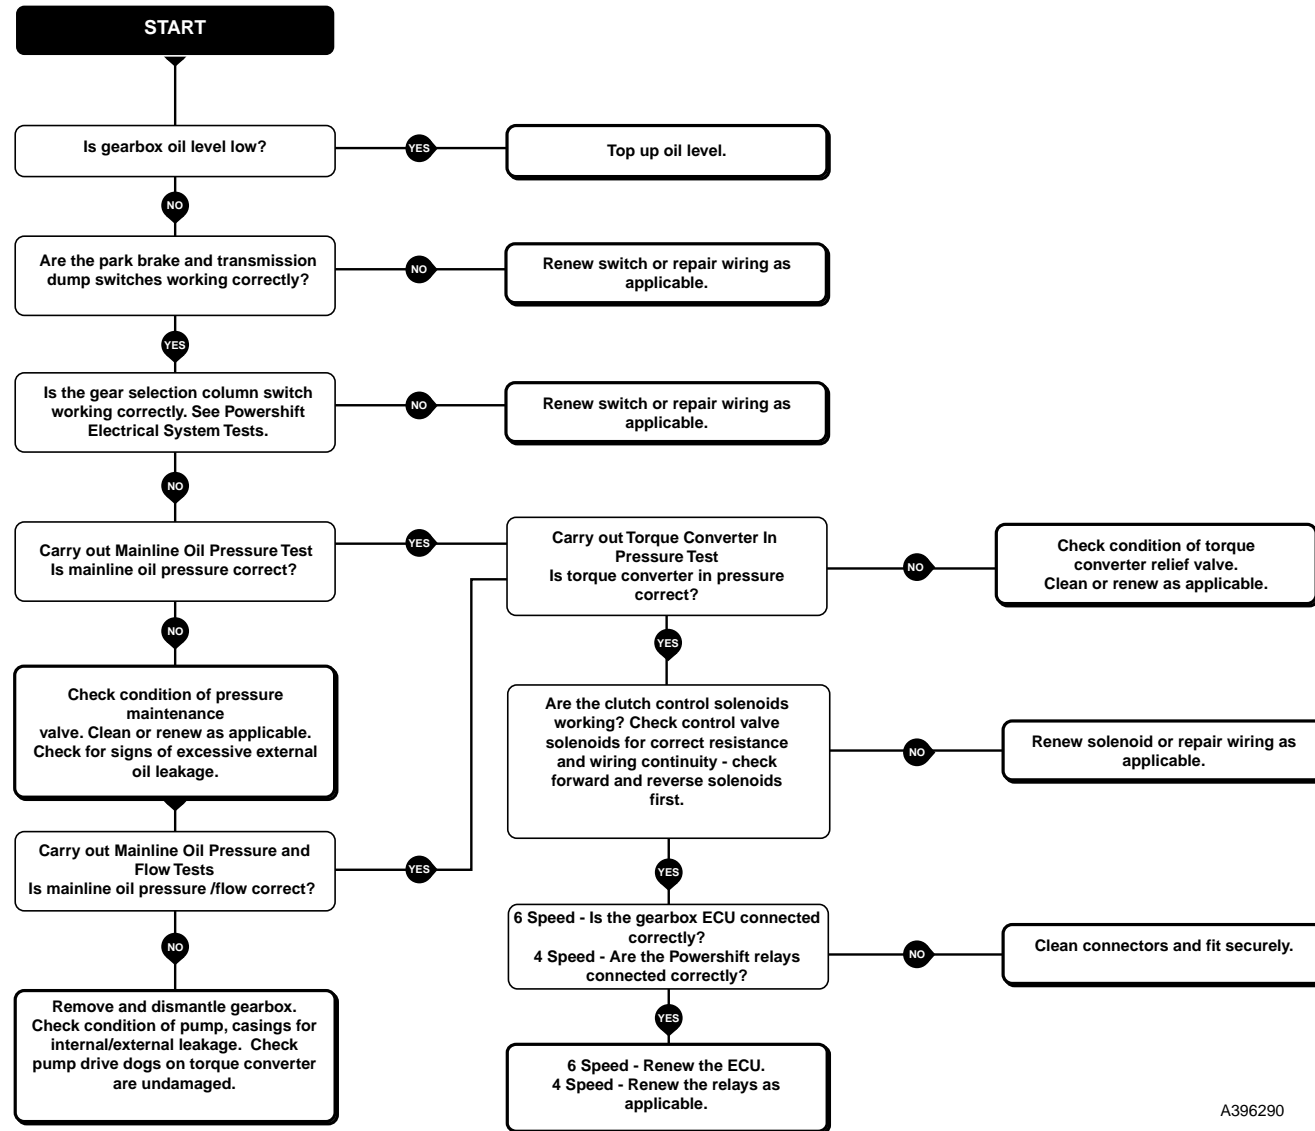 START
Is gearbox oil level low?
YES
Top up oil level.
NO
Are the park brake and transmission
dump switches working correctly?
NO
Renew switch or repair wiring as
applicable.
YES
Is the gear selection column switch
working correctly. See Powershift
Electrical System Tests.
NO
Renew switch or repair wiring as
applicable.
NO
Carry out Mainline Oil Pressure Test
Is mainline oil pressure correct?
YES
Carry out Torque Converter In
Pressure Test
Is torque converter in pressure
correct?
NO
Check condition of torque
converter relief valve.
Clean or renew as applicable.
NO
YES
Check condition of pressure
maintenance
valve. Clean or renew as applicable.
Check for signs of excessive external
oil leakage.
Are the clutch control solenoids
working? Check control valve
solenoids for correct resistance
and wiring continuity - check
forward and reverse solenoids
first.
NO
Renew solenoid or repair wiring as
applicable.
Carry out Mainline Oil Pressure and
Flow Tests
Is mainline oil pressure /flow correct?
YES
YES
6 Speed - Is the gearbox ECU connected
correctly?
4 Speed - Are the Powershift relays
connected correctly?
NO
Clean connectors and fit securely.
NO
YES
Remove and dismantle gearbox.
Check condition of pump, casings for
internal/external leakage. Check
pump drive dogs on torque converter
are undamaged.
6 Speed - Renew the ECU.
4 Speed - Renew the relays as
applicable.
A396290